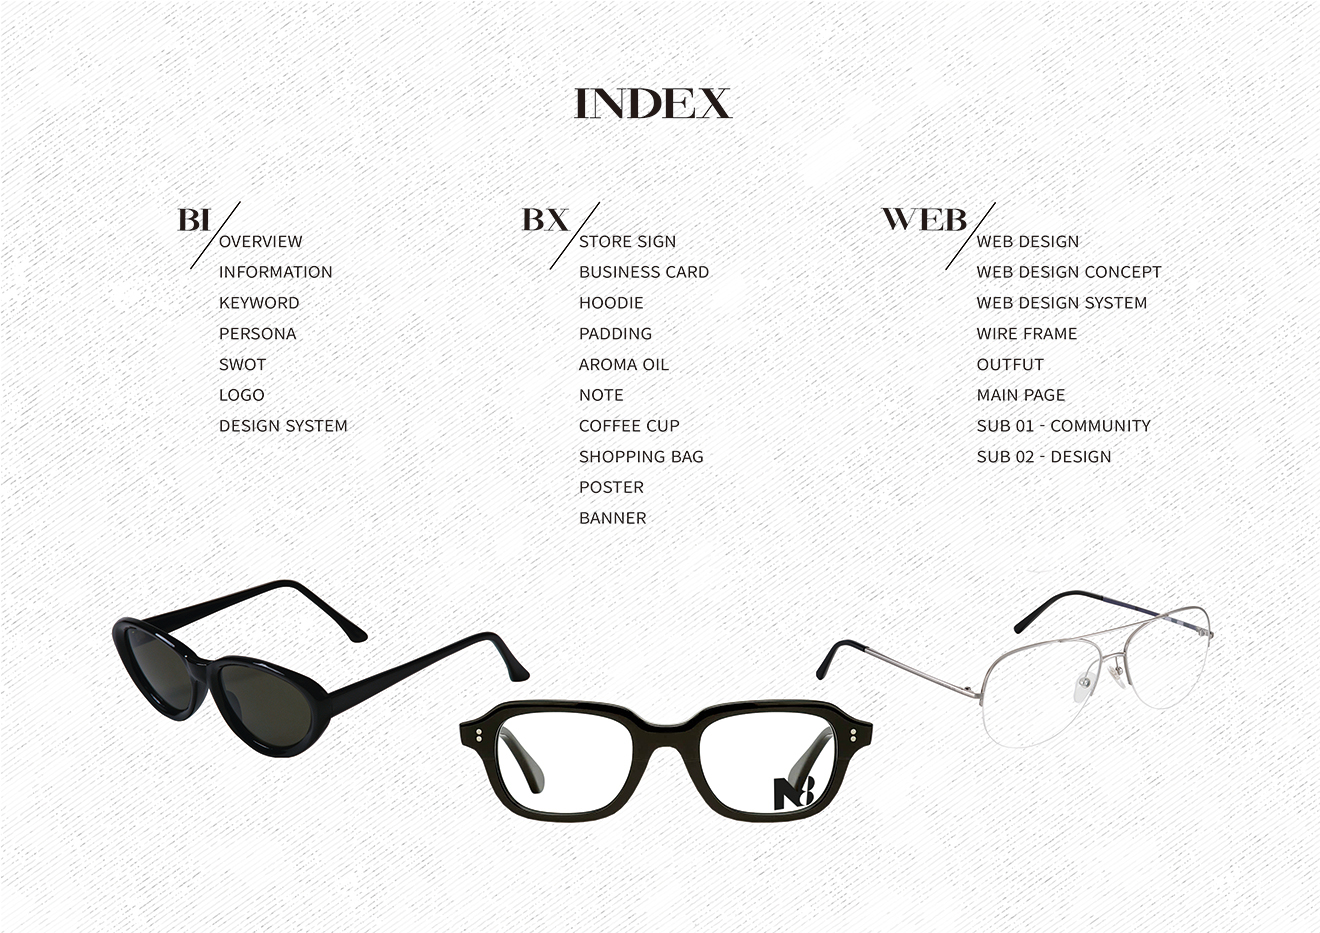 INDEX
BI
OVERVIEW
INFORMATION
KEYWORD
PERSONA
SWOT
LOGO
DESIGN SYSTEM
BX
STORE SIGN
BUSINESS CARD
HOODIE
PADDING
AROMA OIL
NOTE
COFFEE CUP
SHOPPING BAG
POSTER
BANNER
WEB
WEB DESIGN
WEB DESIGN CONCEPT
WEB DESIGN SYSTEM
WIRE FRAME
OUTFUT
MAIN PAGE
SUB 01 - COMMUNITY
SUB 02 - DESIGN